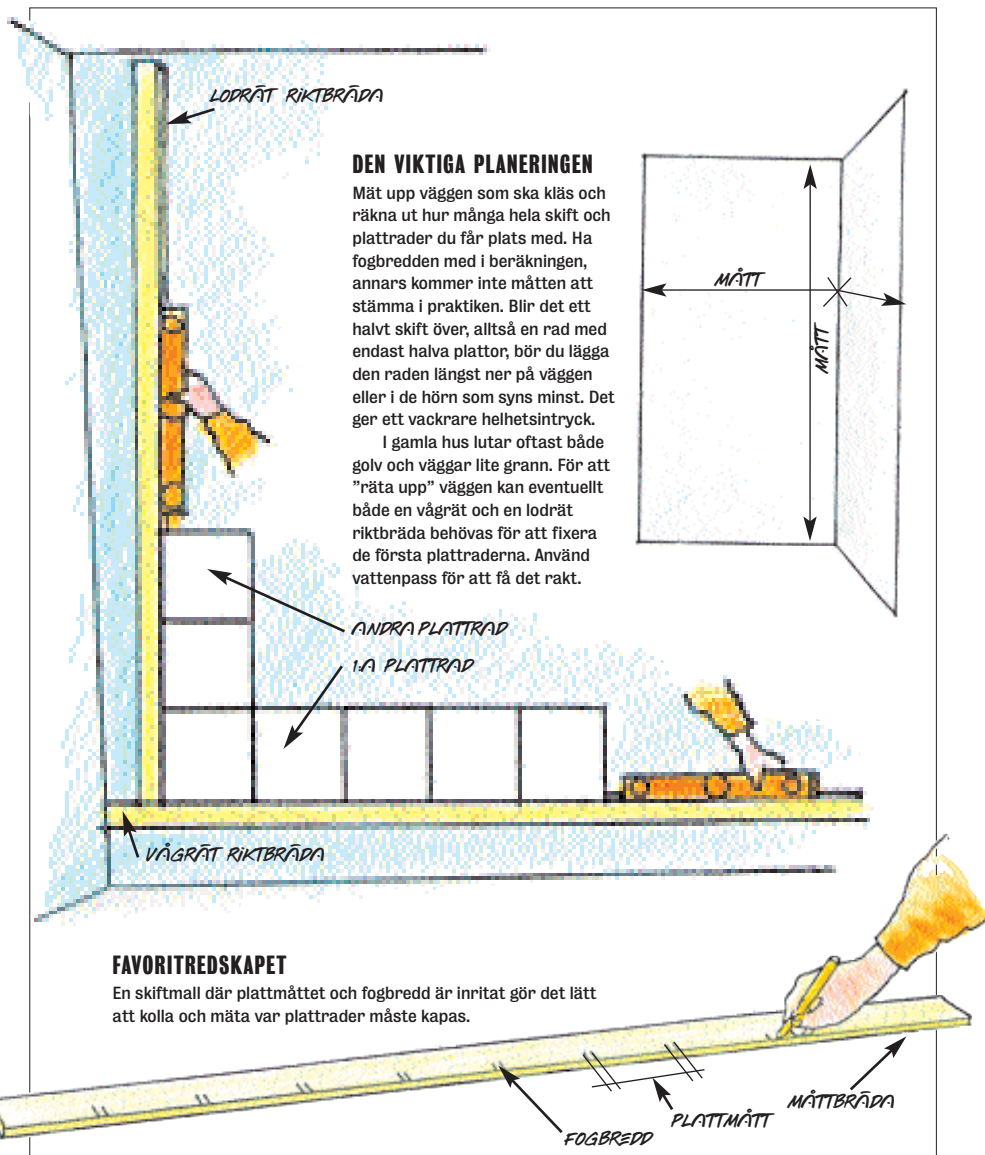 LODRÄT RIKTBRÄDA
DEN VIKTIGA PLANERINGEN
Mät upp väggen som ska kläs och
räkna ut hur många hela skift och
plattrader du får plats med. Ha
fogbredden med i beräkningen,
annars kommer inte måtten att
stämma i praktiken. Blir det ett
halvt skift över, alltså en rad med
endast halva plattor, bör du lägga
den raden längst ner på väggen
eller i de hörn som syns minst. Det
ger ett vackrare helhetsintryck.
I gamla hus lutar oftast både
golv och väggar lite grann. För att
”räta upp” väggen kan eventuellt
både en vågrät och en lodrät
riktbräda behövas för att fixera
de första plattraderna. Använd
vattenpass för att få det rakt.
MÅTT
MÅTT
ANDRA PLATTRAD
1:A PLATTRAD
VÅGRÄT RIKTBRÄDA
FAVORITREDSKAPET
En skiftmall där plattmåttet och fogbredd är inritat gör det lätt
att kolla och mäta var plattrader måste kapas.
FOGBREDD
PLATTMÅTT
MÅTTBRÄDA